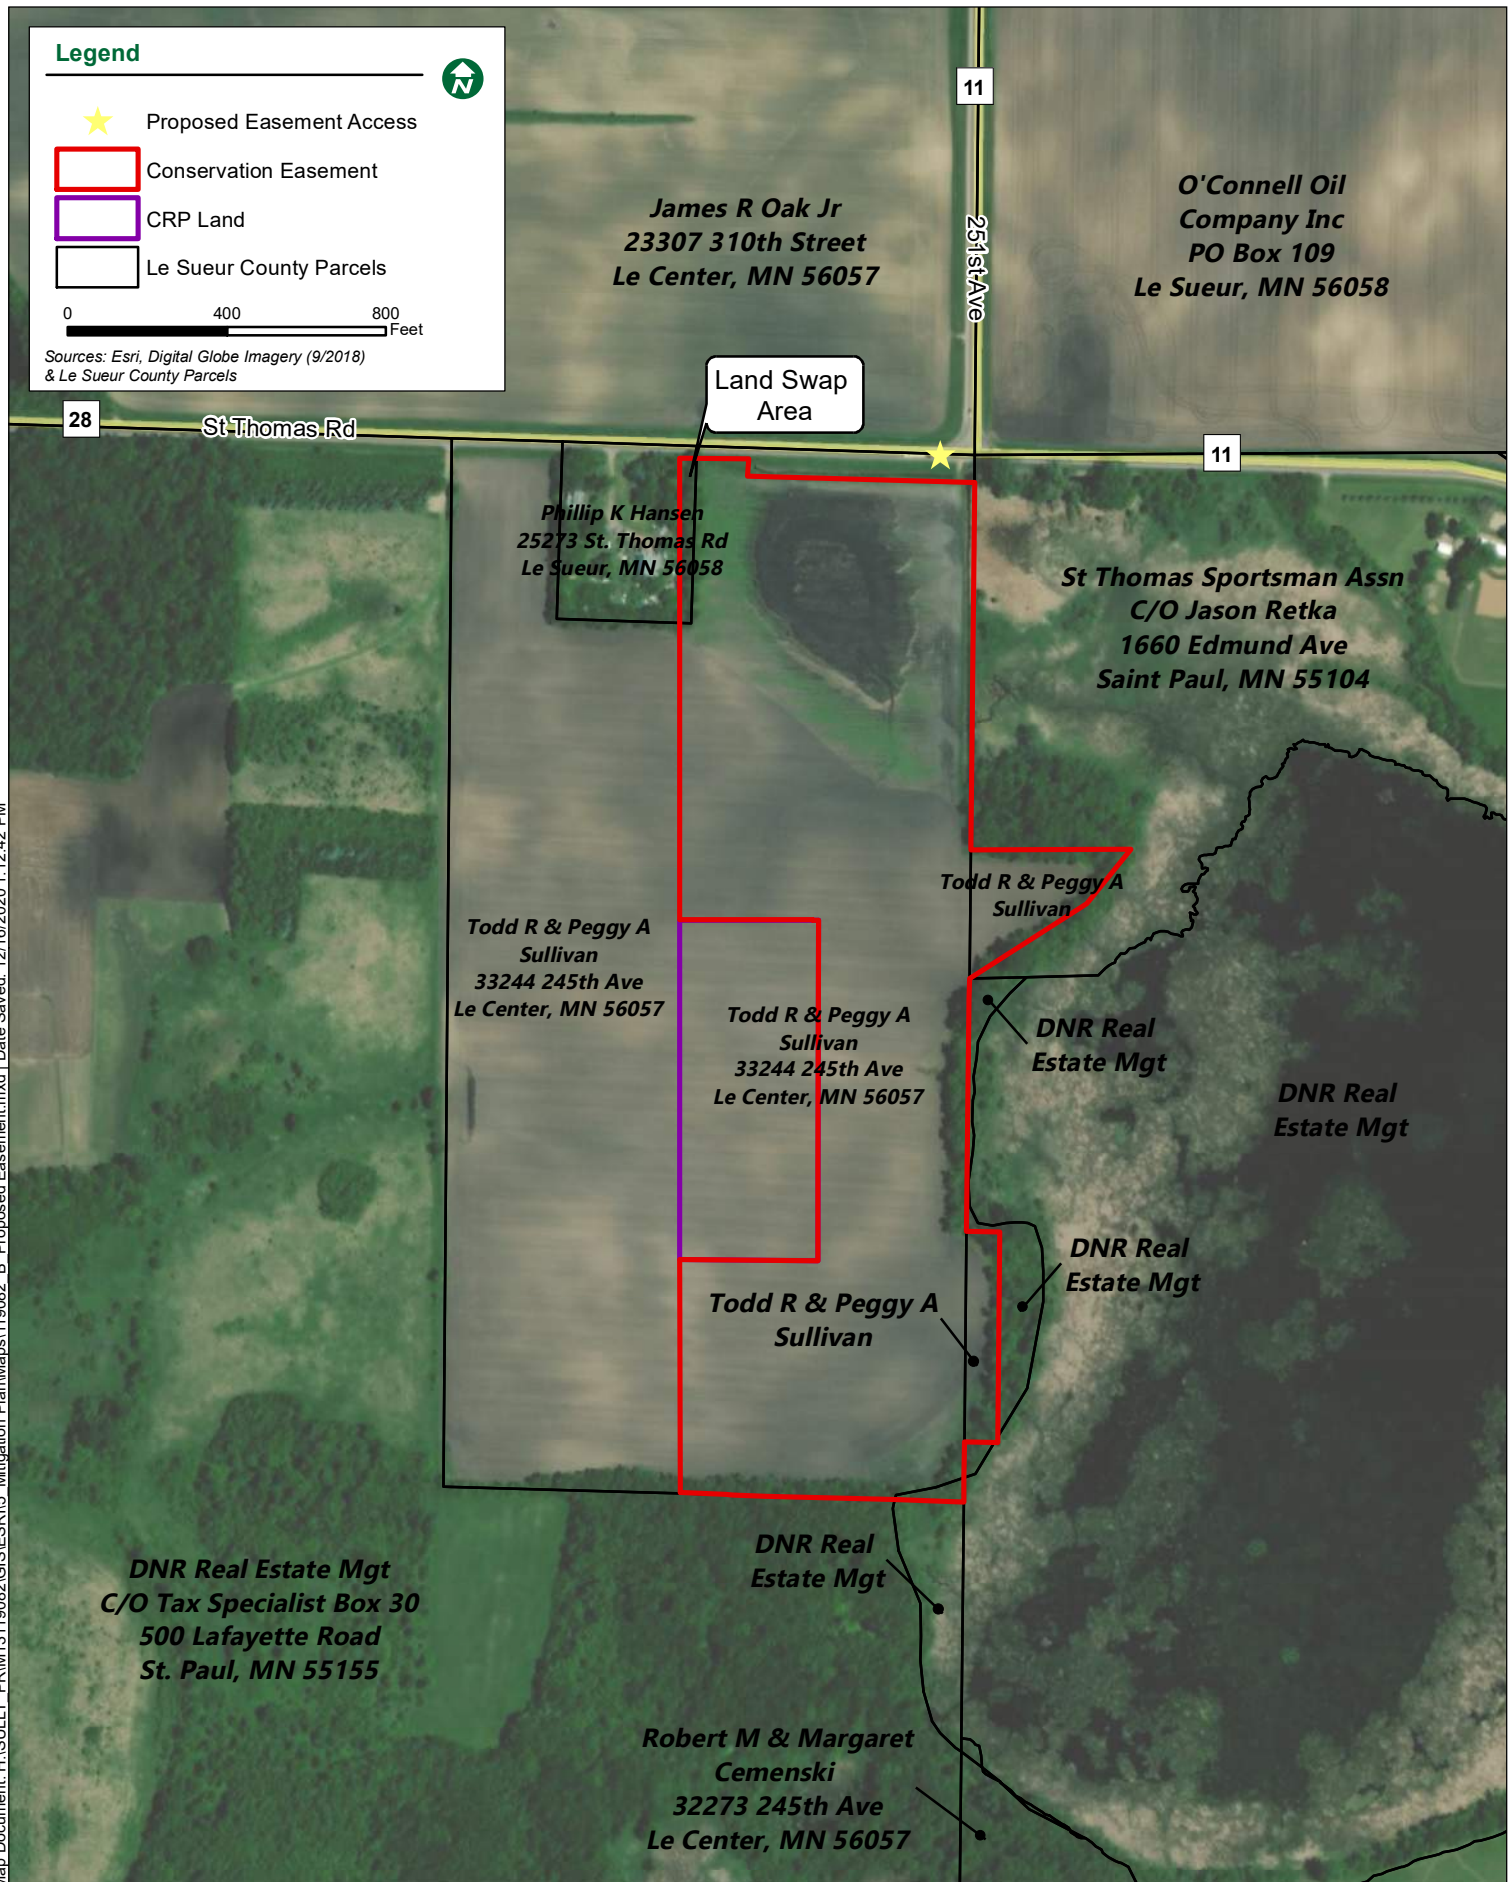 Legend
N
Proposed Easement Access
Conservation Easement
CRP Land
Le Sueur County Parcels
0 400 800
Feet
Sources: Esri, Digital Globe Imagery (9/2018)
& Le Sueur County Parcels
11
251st Ave
James R Oak Jr
23307 310th Street
Le Center, MN 56057
O'Connell Oil
Company Inc
PO Box 109
Le Sueur, MN 56058
Land Swap
Area
28
St Thomas Rd
11
Phillip K Hansen
25273 St. Thomas Rd
Le Sueur, MN 56058
St Thomas Sportsman Assn
C/O Jason Retka
1660 Edmund Ave
Saint Paul, MN 55104
Todd R & Peggy A
Sullivan
Todd R & Peggy A
Sullivan
33244 245th Ave
Le Center, MN 56057
Todd R & Peggy A
Sullivan
33244 245th Ave
Le Center, MN 56057
DNR Real
Estate Mgt
DNR Real
Estate Mgt
DNR Real
Estate Mgt
Todd R & Peggy A
Sullivan
DNR Real
Estate Mgt
DNR Real Estate Mgt
C/O Tax Specialist Box 30
500 Lafayette Road
St. Paul, MN 55155
Robert M & Margaret
Cemenski
32273 245th Ave
Le Center, MN 56057